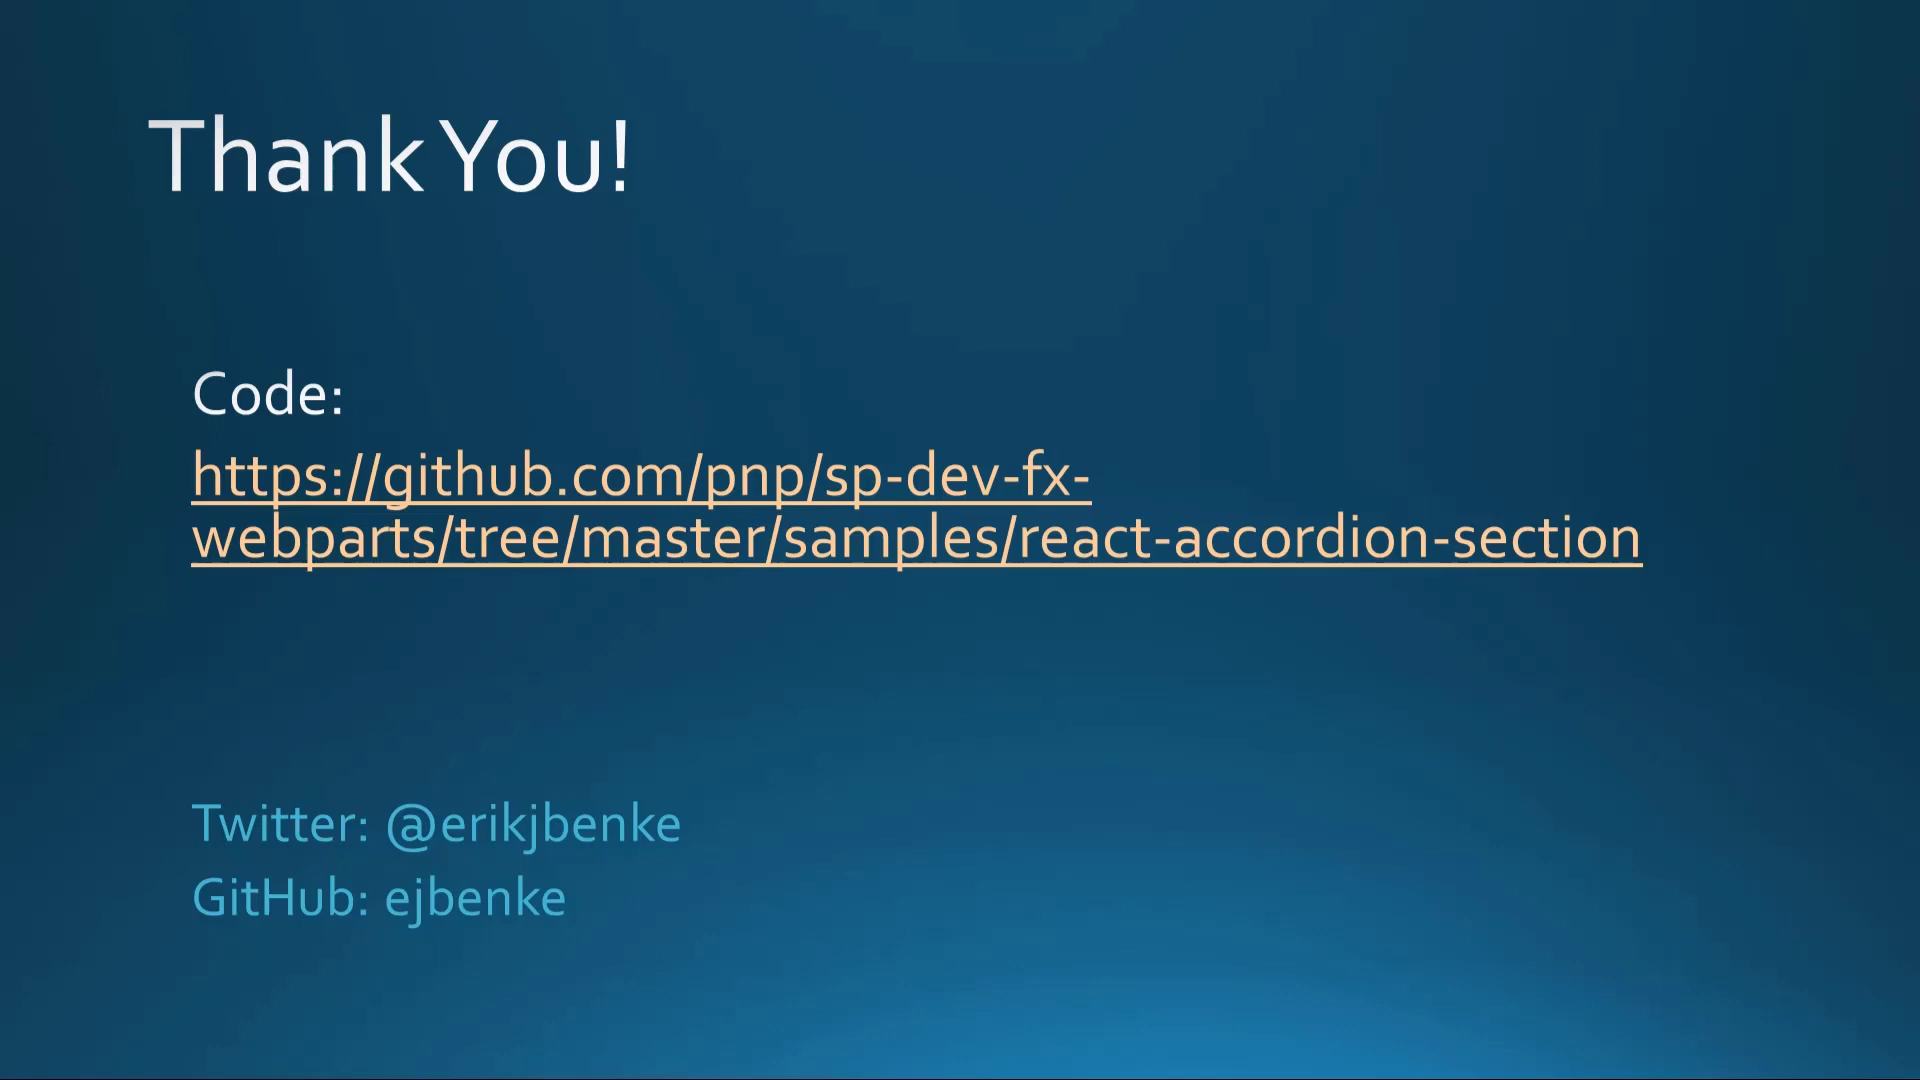 Thank You!
Code:
https://github.com/pnp/sp-dev-fx-
webparts/tree/master/samples/react-accordion-section
Twitter: @erikjbenke
GitHub: ejbenke